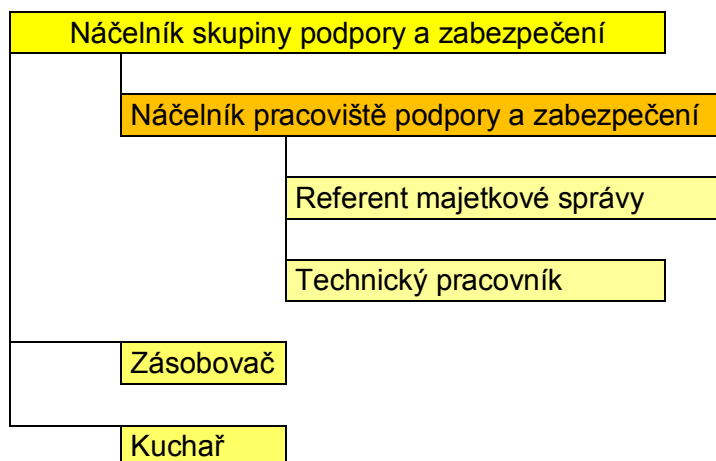 Náčelník skupiny podpory a zabezpečení
Náčelník pracoviště podpory a zabezpečení
Referent majetkové správy
Technický pracovník
Zásobovač
Kuchař